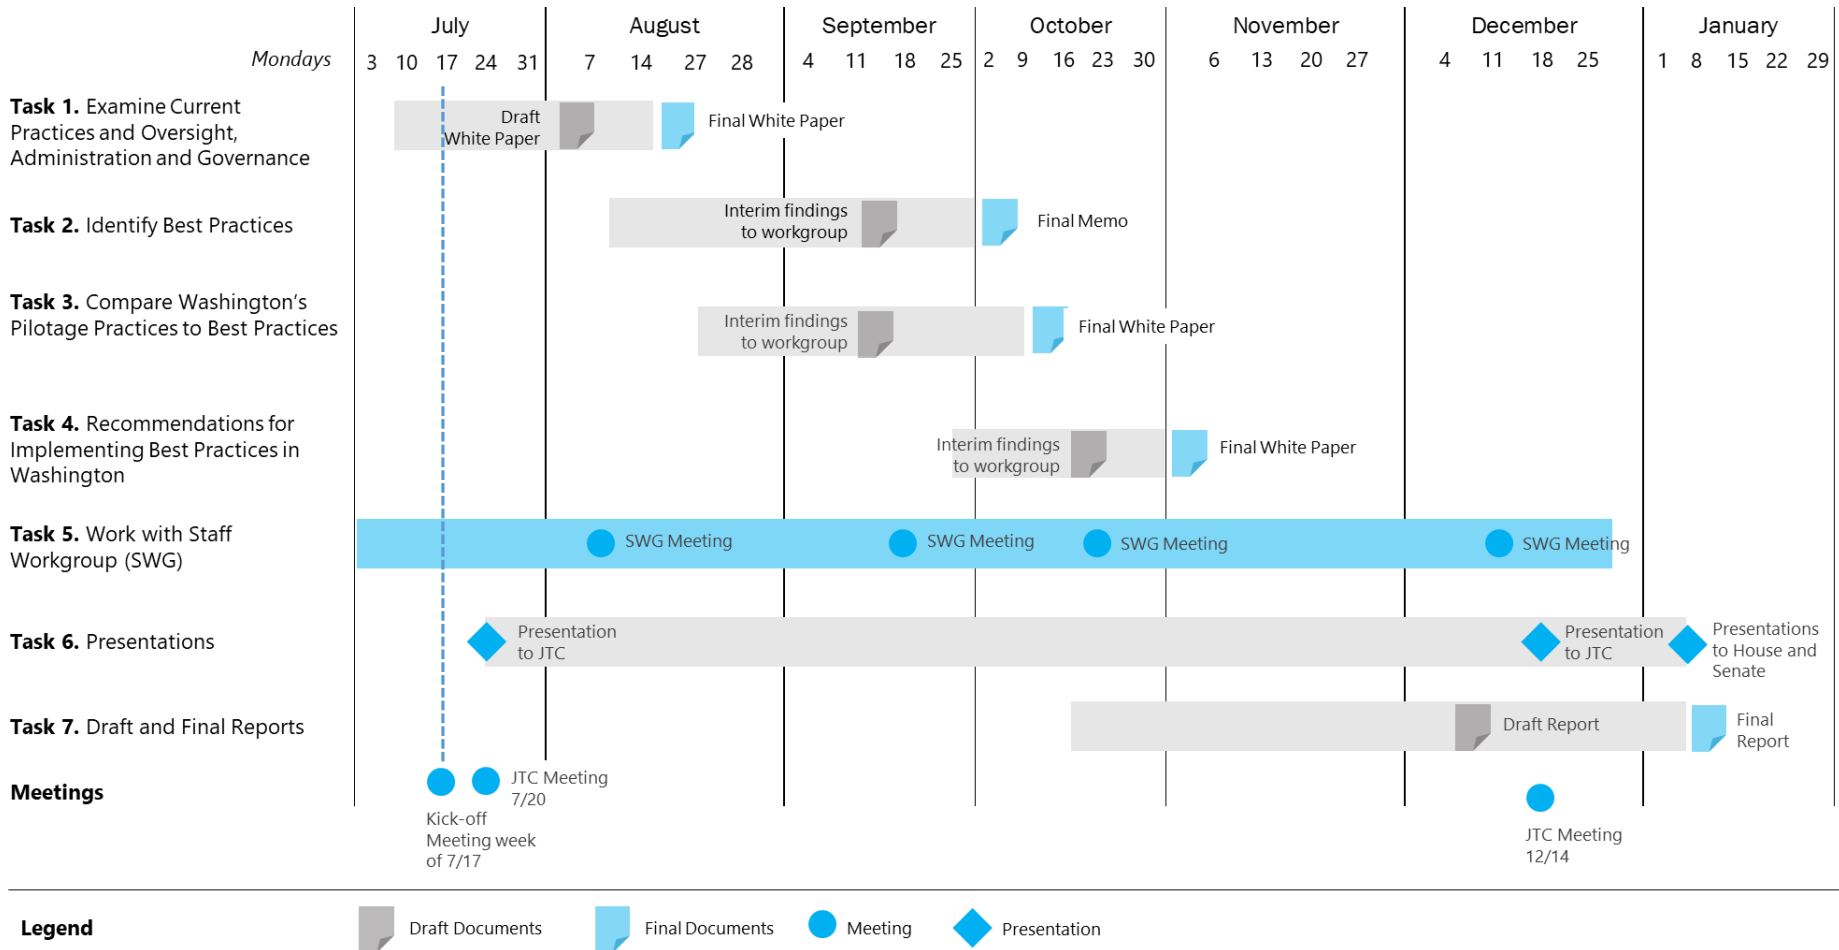 July August September October November December January
Mondays 3 10 17 24 31 7 14 27 28 4 11 18 25 2 9 16 23 30 6 13 20 27 4 11 18 25 1 8 15 22 29
Task 1. Examine Current
Practices and Oversight,
Administration and Governance
Draft
White Paper
Final White Paper
Task 2. Identify Best Practices
Interim findings
to workgroup
Final Memo
Task 3. Compare Washington’s
Pilotage Practices to Best Practices
Interim findings
to workgroup
Final White Paper
Task 4. Recommendations for
Implementing Best Practices in
Washington
Interim findings
to workgroup
Final White Paper
Task 5. Work with Staff
Workgroup (SWG)
SWG Meeting
SWG Meeting
SWG Meeting
SWG Meeting
Task 6. Presentations
Presentation
to JTC
Presentation
to JTC
Presentations
to House and
Senate
Task 7. Draft and Final Reports
Draft Report
Final
Report
Meetings
Kick-off
Meeting week
of 7/17
JTC Meeting
7/20
JTC Meeting
12/14
Legend
Draft Documents
Final Documents
Meeting
Presentation